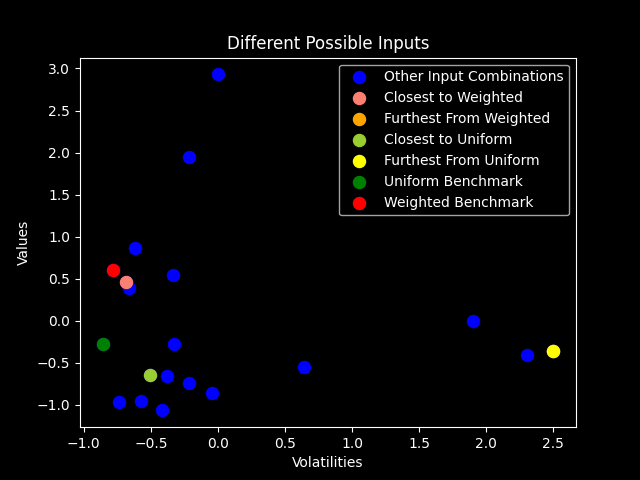 Different Possible Inputs
Other Input Combinations
Closest to Weighted
Furthest From Weighted
Closest to Uniform
Furthest From Uniform
Uniform Benchmark
Weighted Benchmark
Values
3.0
2.5
2.0
1.5
1.0
0.5
0.0
−0.5
−1.0
−1.0 −0.5 0.0 0.5 1.0 1.5 2.0 2.5
Volatilities